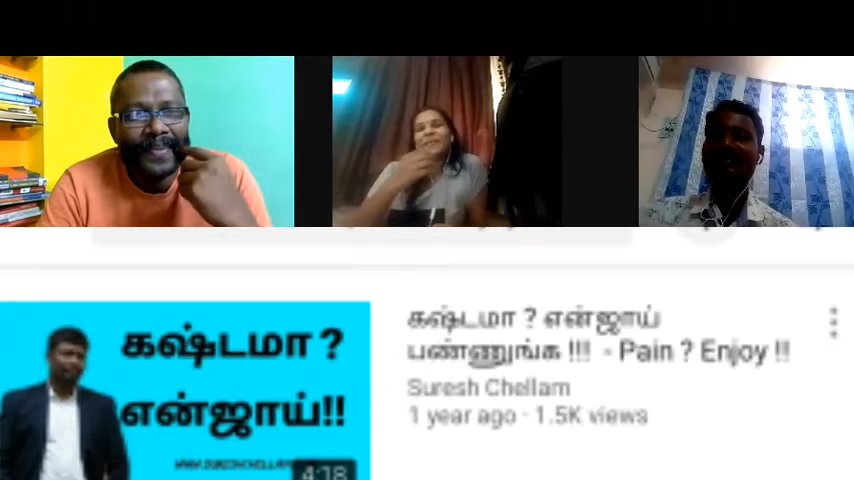 கஷ்டமா ?
என்ஜாய்!!
4:18
கஷ்டமா ? என்ஜாய்
பண்ணுங்க !!! - Pain ? Enjoy !!
Suresh Chellam
1 year ago · 1.5K views